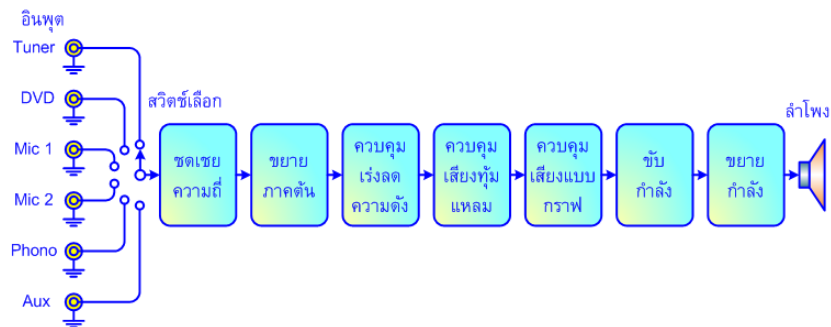 อินพุต
Tuner
DVD
Mic 1
Mic 2
Phono
Aux
สวิตช์เลือก
ชดเชย
ความถี่
ขยาย
ภาคต้น
ควบคุม
เร่งลด
ความดัง
ควบคุม
เสียงทุ้ม
แหลม
ควบคุม
เสียงแบบ
กราฟ
ขับ
กำลัง
ขยาย
กำลัง
ลำโพง